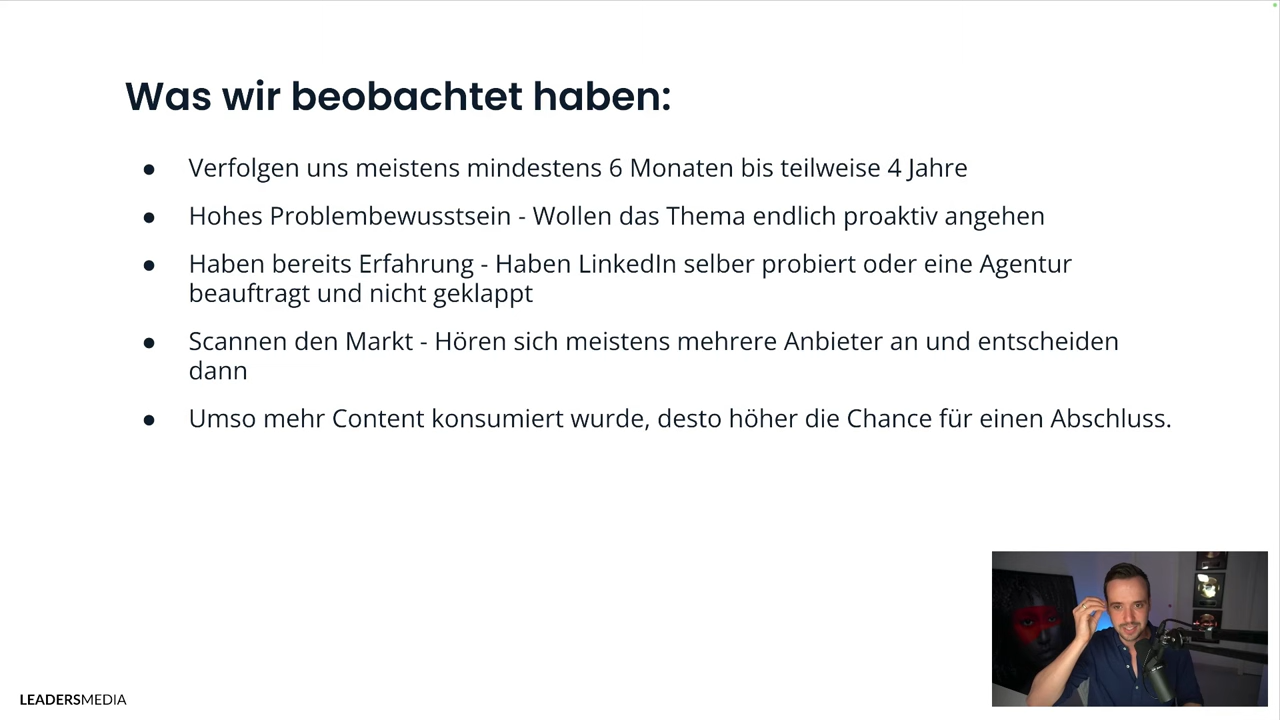 Was wir beobachtet haben:
● Verfolgen uns meistens mindestens 6 Monaten bis teilweise 4 Jahre
● Hohes Problembewusstsein - Wollen das Thema endlich proaktiv angehen
● Haben bereits Erfahrung - Haben LinkedIn selber probiert oder eine Agentur
beauftragt und nicht geklappt
● Scannen den Markt - Hören sich meistens mehrere Anbieter an und entscheiden
dann
● Umso mehr Content konsumiert wurde, desto höher die Chance für einen Abschluss.
LEADERSMEDIA